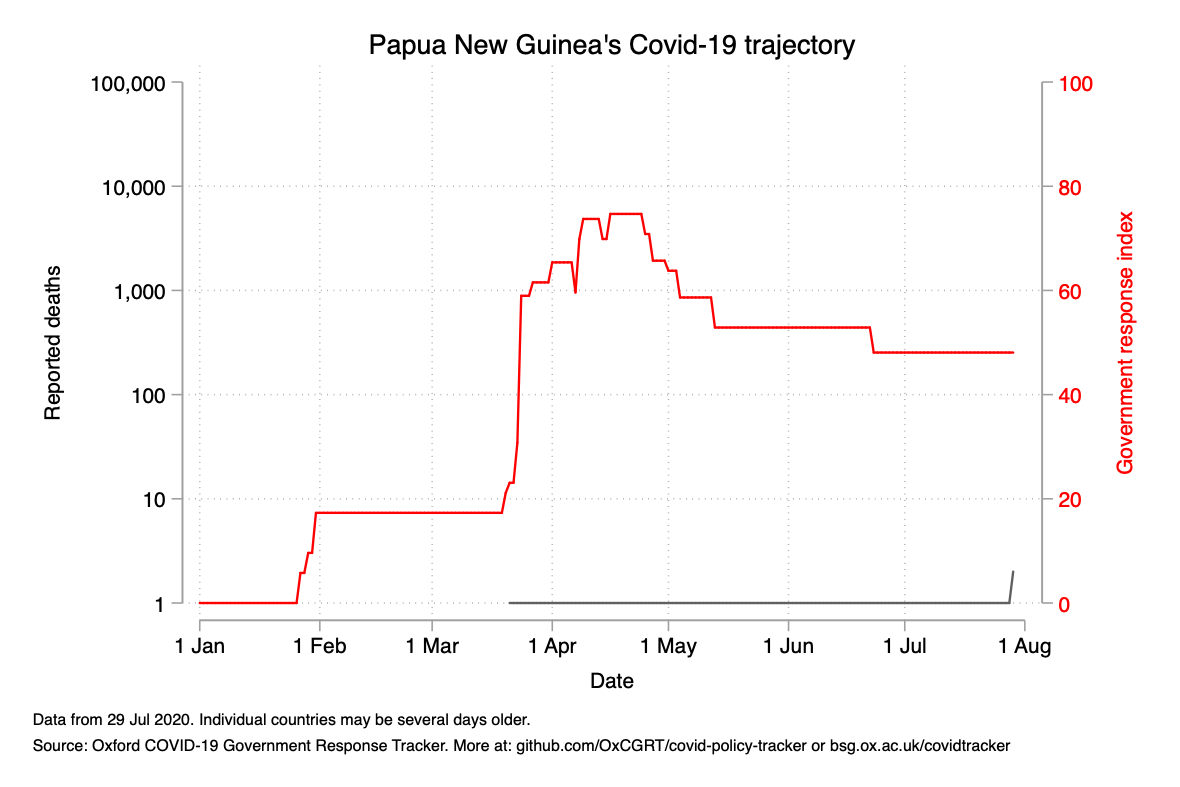 Papua New Guinea's Covid-19 trajectory
100,000
10,000
1,000
100
10
1
Reported deaths
100
80
60
40
20
0
Government response index
1 Jan 1 Feb 1 Mar 1 Apr 1 May 1 Jun 1 Jul 1 Aug
Date
Data from 29 Jul 2020. Individual countries may be several days older.
Source: Oxford COVID-19 Government Response Tracker. More at: github.com/OxCGRT/covid-policy-tracker or bsg.ox.ac.uk/covidtracker